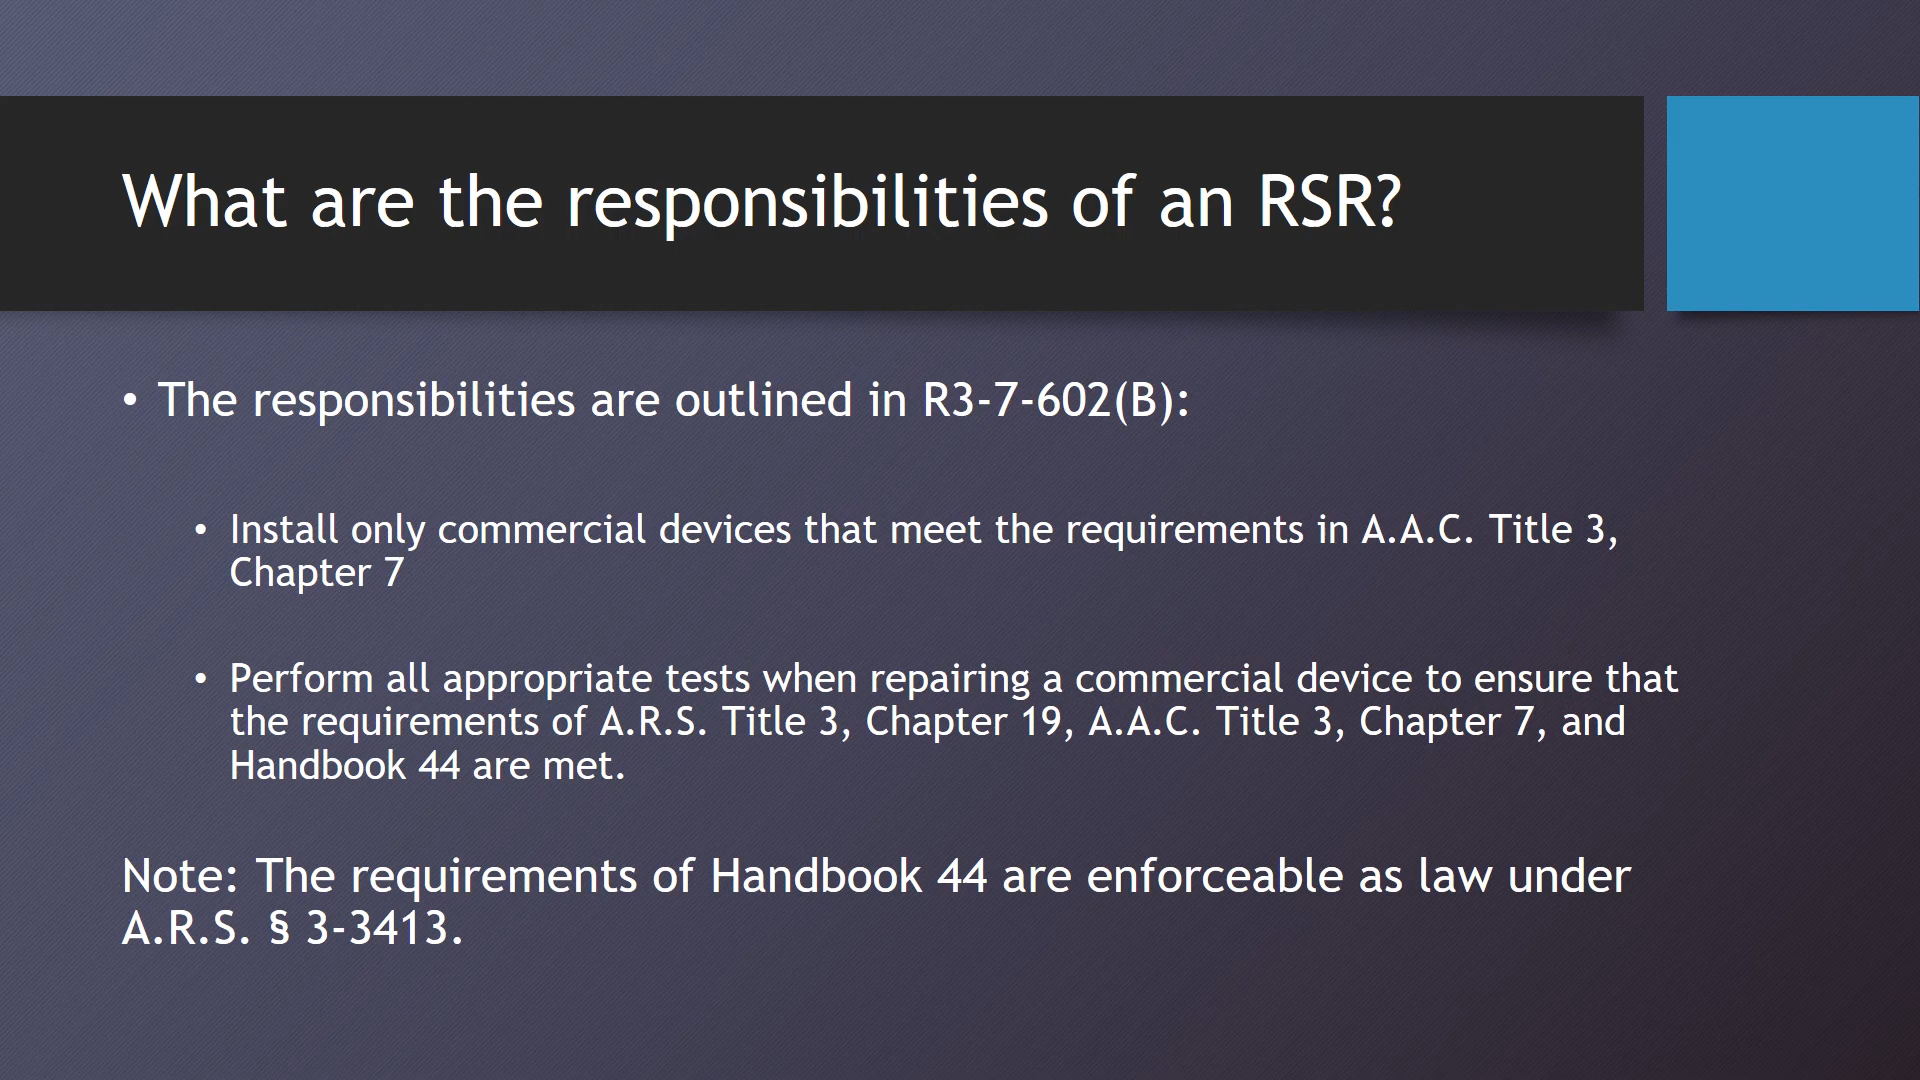 What are the responsibilities of an RSR?
• The responsibilities are outlined in R3-7-602(B):
• Install only commercial devices that meet the requirements in A.A.C. Title 3,
Chapter 7
• Perform all appropriate tests when repairing a commercial device to ensure that
the requirements of A.R.S. Title 3, Chapter 19, A.A.C. Title 3, Chapter 7, and
Handbook 44 are met.
Note: The requirements of Handbook 44 are enforceable as law under
A.R.S. § 3-3413.